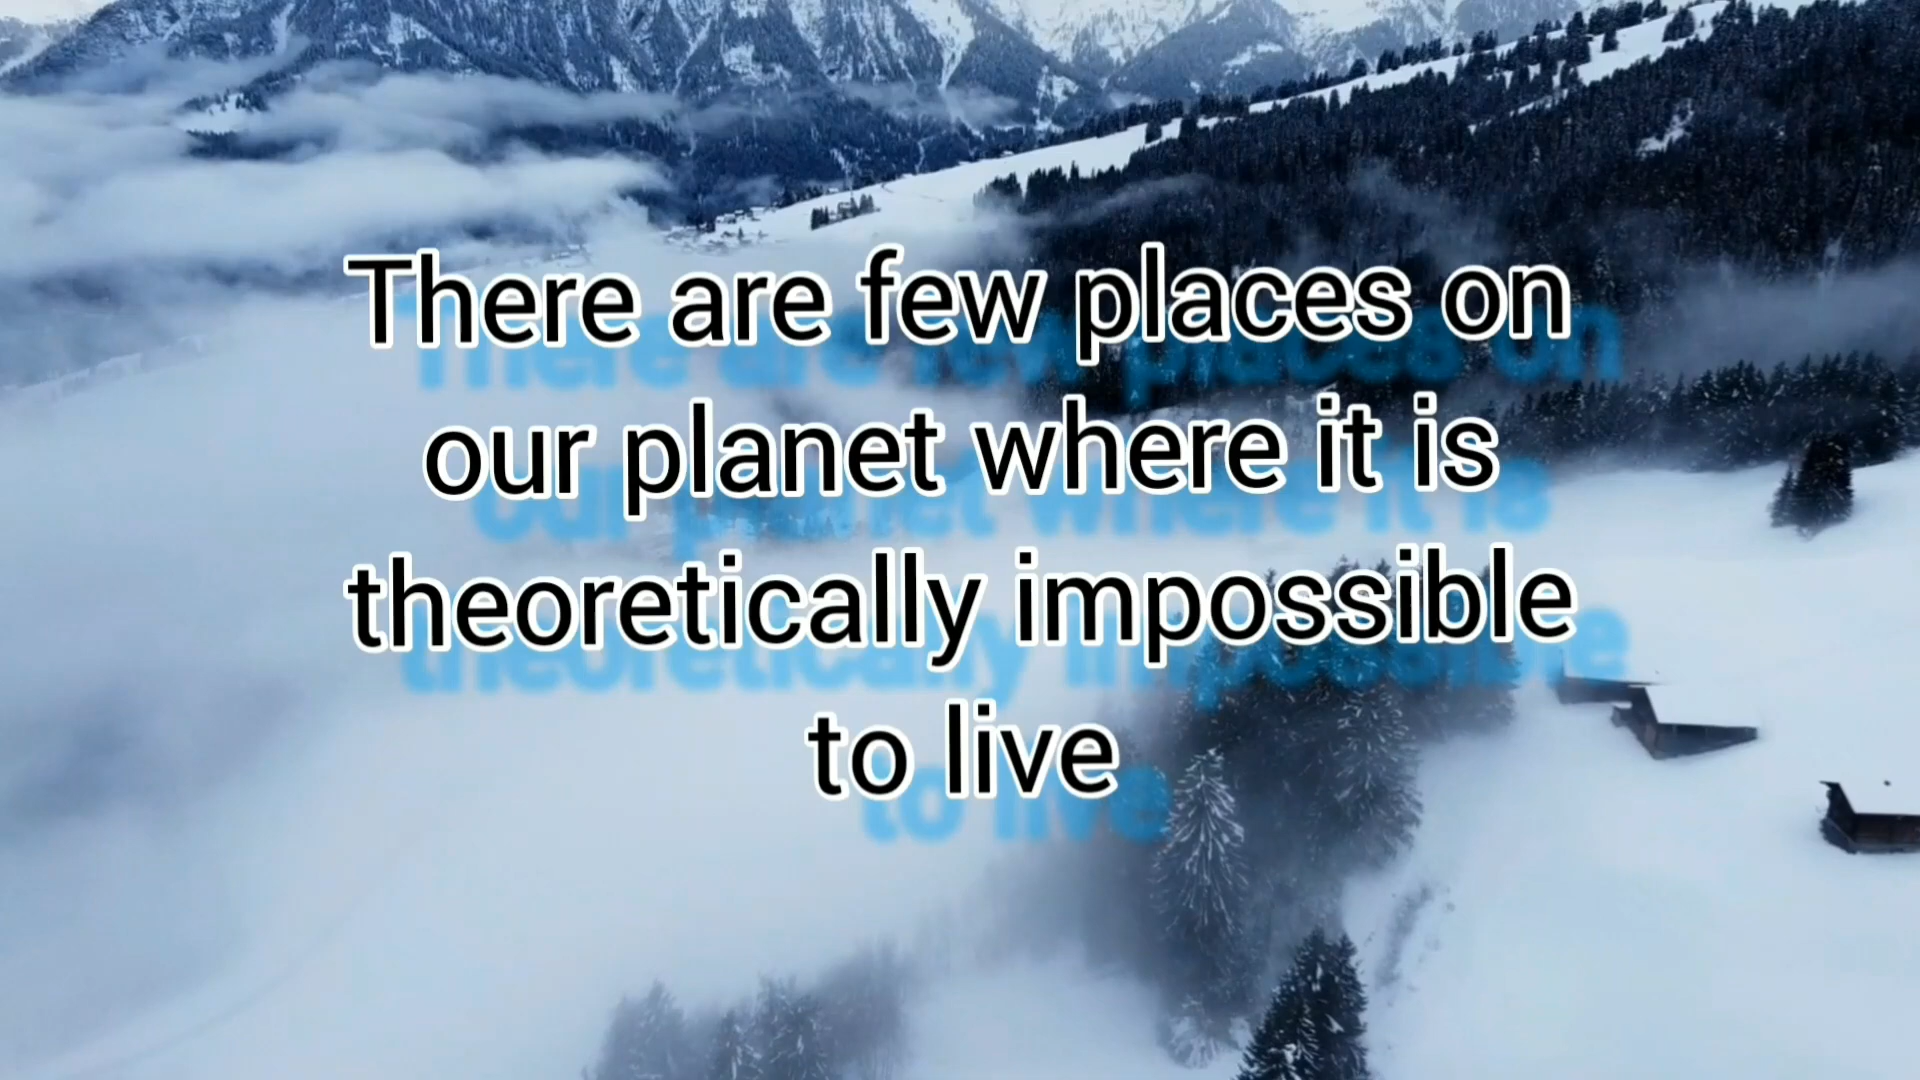 There are few places on
our planet where it is
theoretically impossible
to live